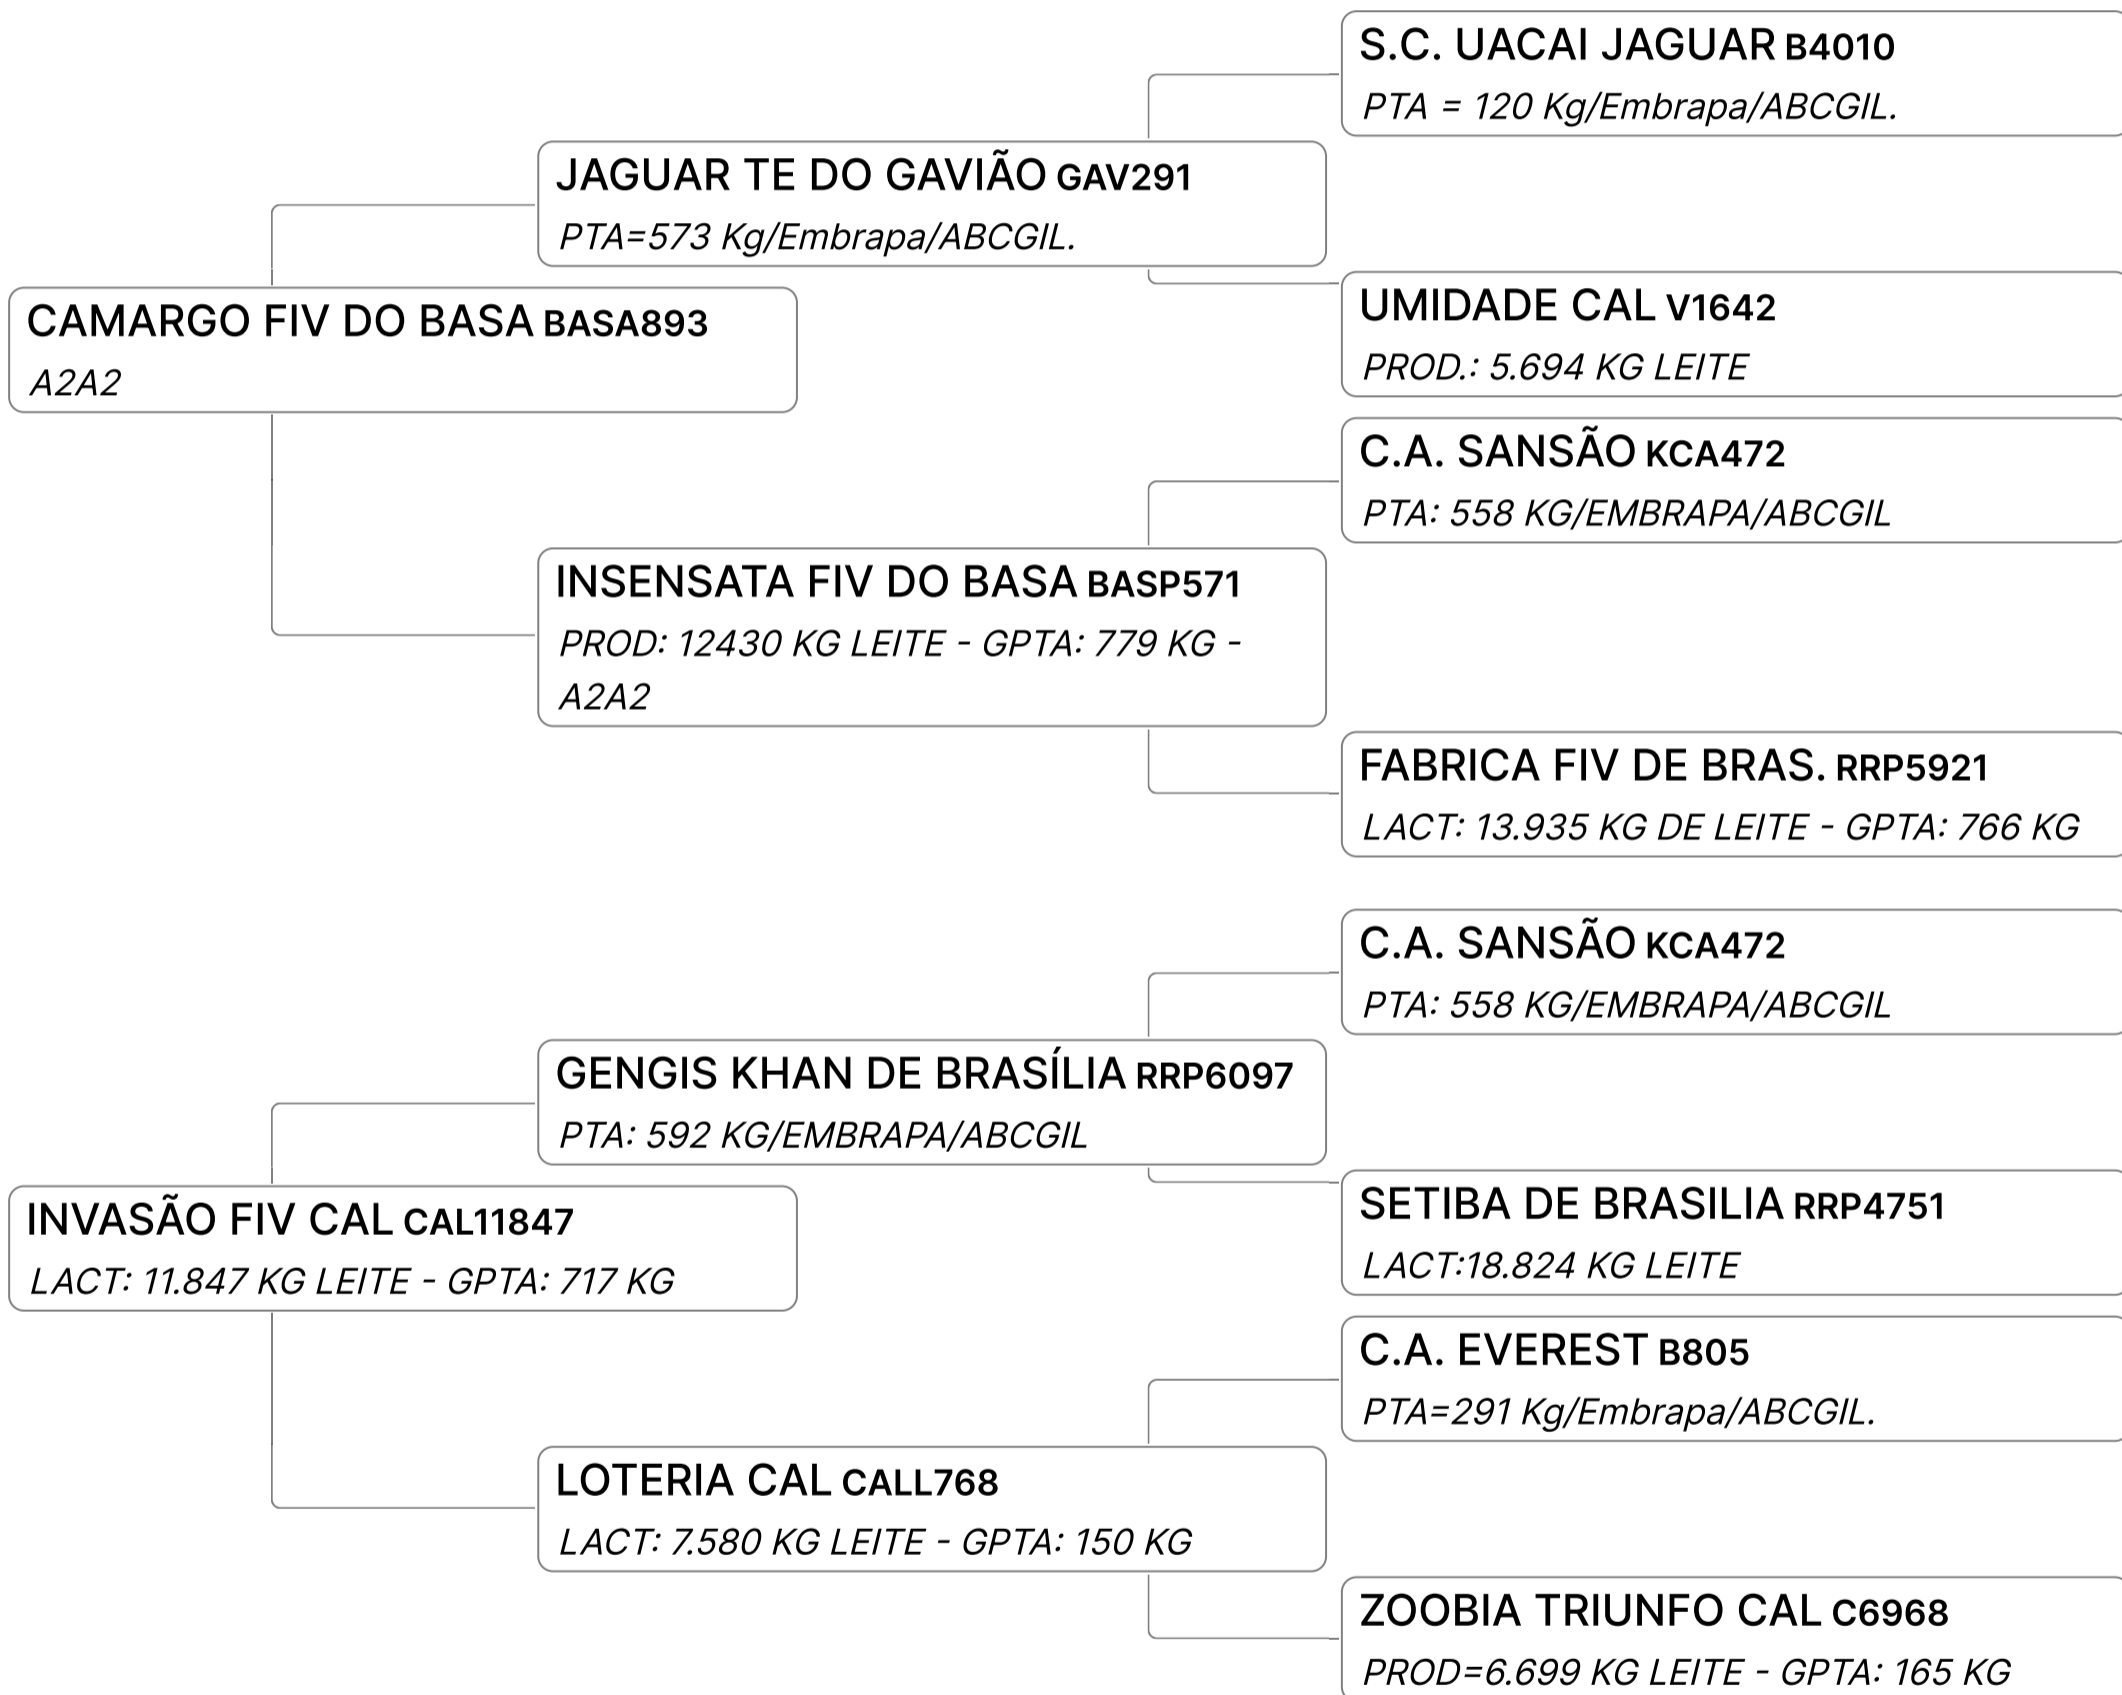 S.C. UACAI JAGUAR B4010
PTA = 120 Kg/Embrapa/ABCGIL.
JAGUAR TE DO GAVIÃO GAV291
PTA=573 Kg/Embrapa/ABCGIL.
UMIDADE CAL V1642
PROD.: 5.694 KG LEITE
CAMARGO FIV DO BASA BASA893
A2A2
C.A. SANSÃO KCA472
PTA: 558 KG/EMBRAPA/ABCGIL
INSENSATA FIV DO BASA BASP571
PROD: 12430 KG LEITE - GPTA: 779 KG -
A2A2
FABRICA FIV DE BRAS. RRP5921
LACT: 13.935 KG DE LEITE - GPTA: 766 KG
C.A. SANSÃO KCA472
PTA: 558 KG/EMBRAPA/ABCGIL
GENGIS KHAN DE BRASÍLIA RRP6097
PTA: 592 KG/EMBRAPA/ABCGIL
SETIBA DE BRASILIA RRP4751
LACT:18.824 KG LEITE
INVASÃO FIV CAL CAL11847
LACT: 11.847 KG LEITE - GPTA: 717 KG
C.A. EVEREST B805
PTA=291 Kg/Embrapa/ABCGIL.
LOTERIA CAL CALL768
LACT: 7.580 KG LEITE - GPTA: 150 KG
ZOOBIA TRIUNFO CAL C6968
PROD=6.699 KG LEITE - GPTA: 165 KG